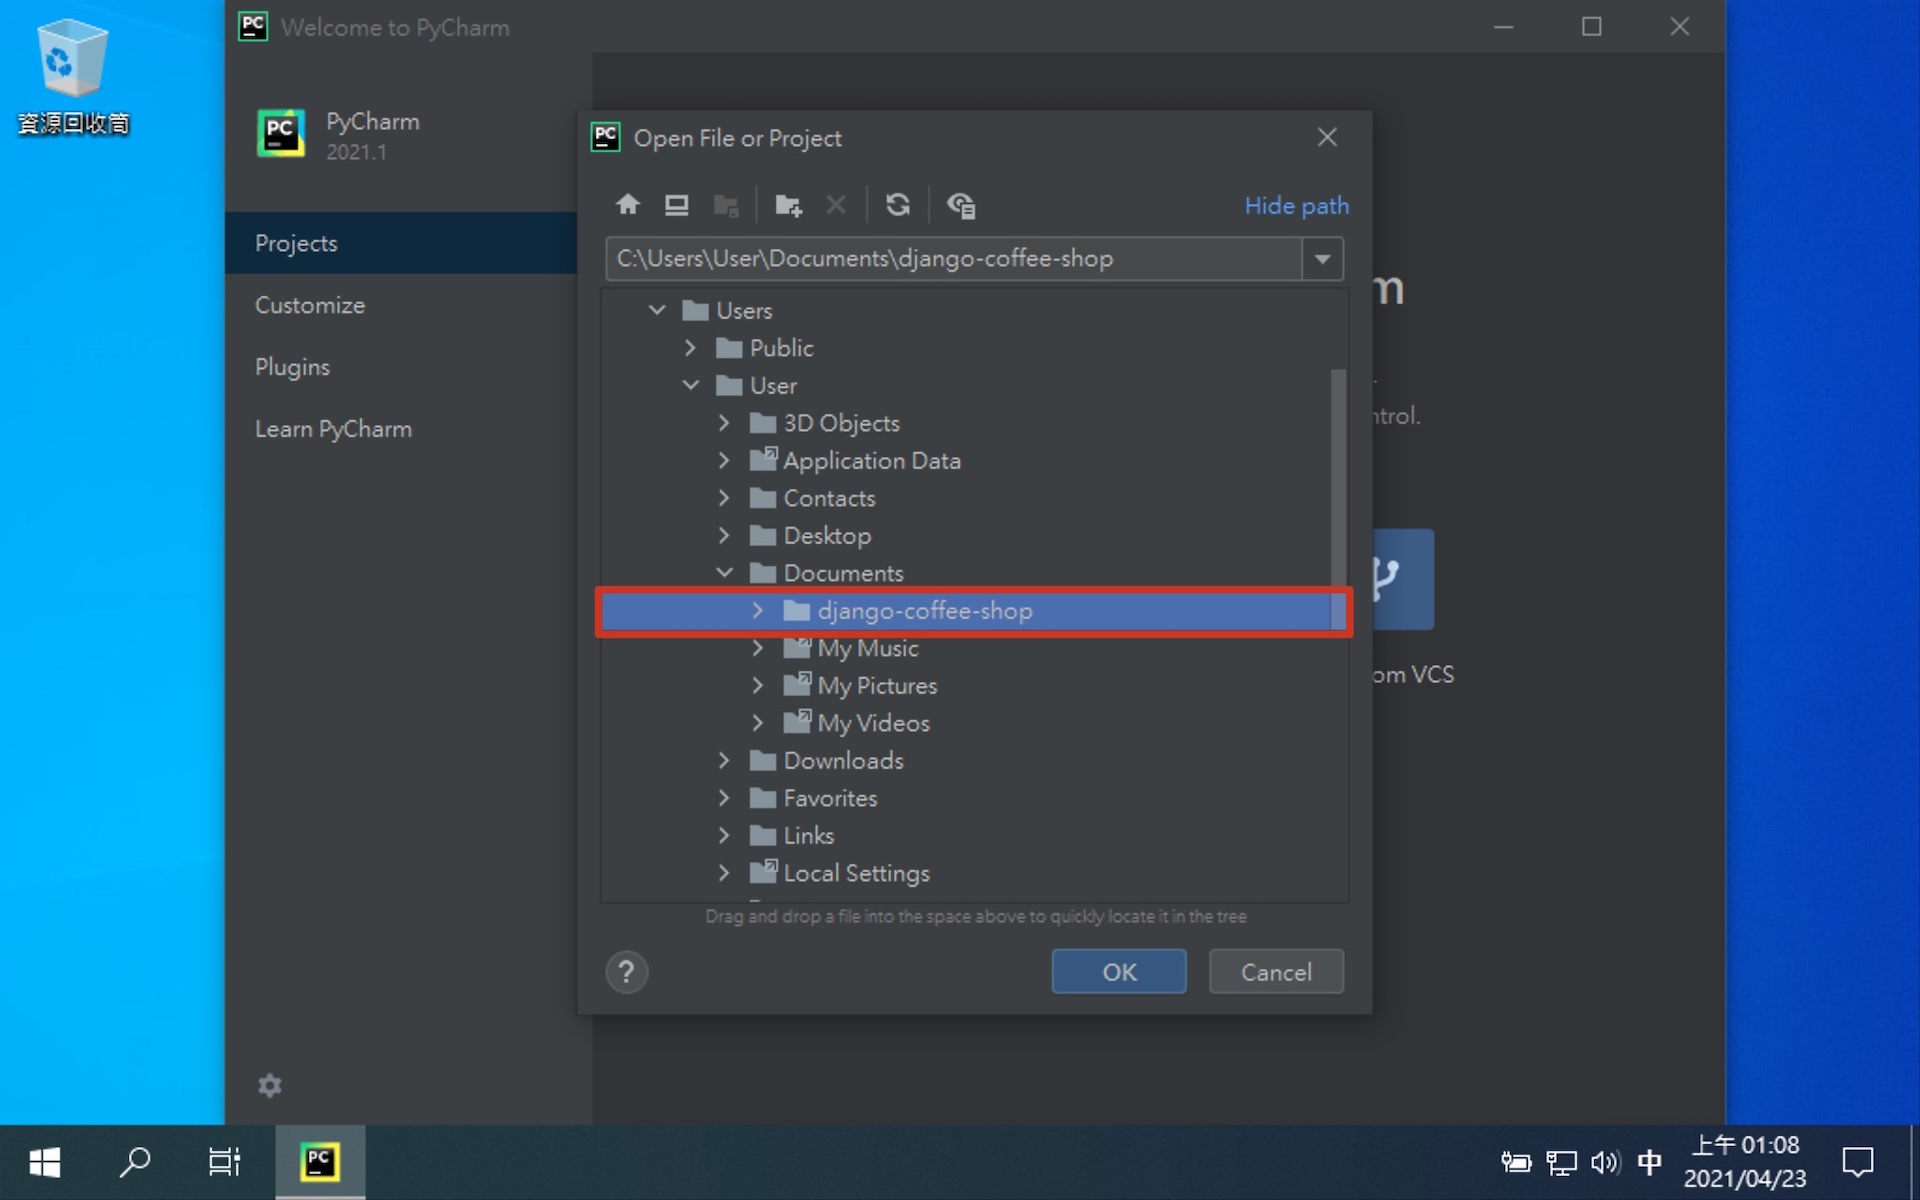 資源回收筒
Welcome to PyCharm
PyCharm
2021.1
Projects
Customize
Plugins
Learn PyCharm
Open File or Project
Hide path
C:\Users\User\Documents\django-coffee-shop
Users
Public
User
3D Objects
Application Data
Contacts
Desktop
Documents
django-coffee-shop
My Music
My Pictures
My Videos
Downloads
Favorites
Links
Local Settings
Drag and drop a file into the space above to quickly locate it in the tree
?
OK
Cancel
m
ntrol.
om VCS
PC
中
上午 01:08
2021/04/23